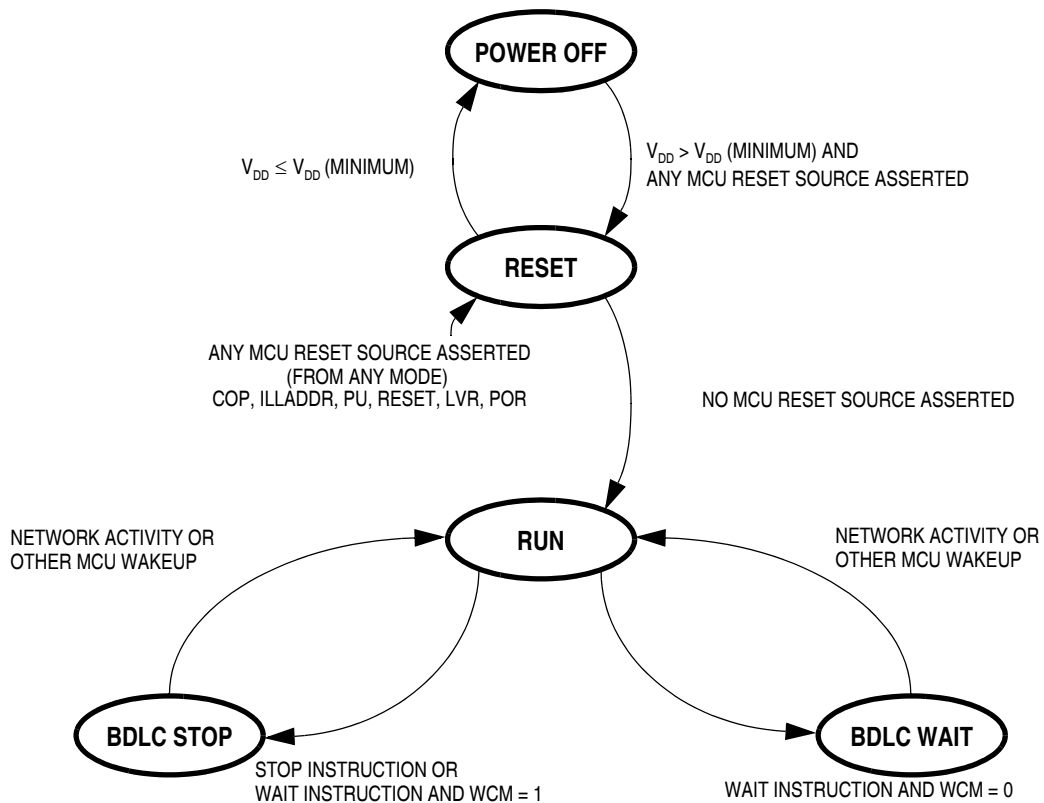 POWER OFF
V_DD ≤ V_DD (MINIMUM)
V_DD > V_DD (MINIMUM) AND
ANY MCU RESET SOURCE ASSERTED
RESET
ANY MCU RESET SOURCE ASSERTED
(FROM ANY MODE)
COP, ILLADDR, PU, RESET, LVR, POR
NO MCU RESET SOURCE ASSERTED
NETWORK ACTIVITY OR
OTHER MCU WAKEUP
RUN
NETWORK ACTIVITY OR
OTHER MCU WAKEUP
BDLC STOP
BDLC WAIT
STOP INSTRUCTION OR
WAIT INSTRUCTION AND WCM = 1
WAIT INSTRUCTION AND WCM = 0